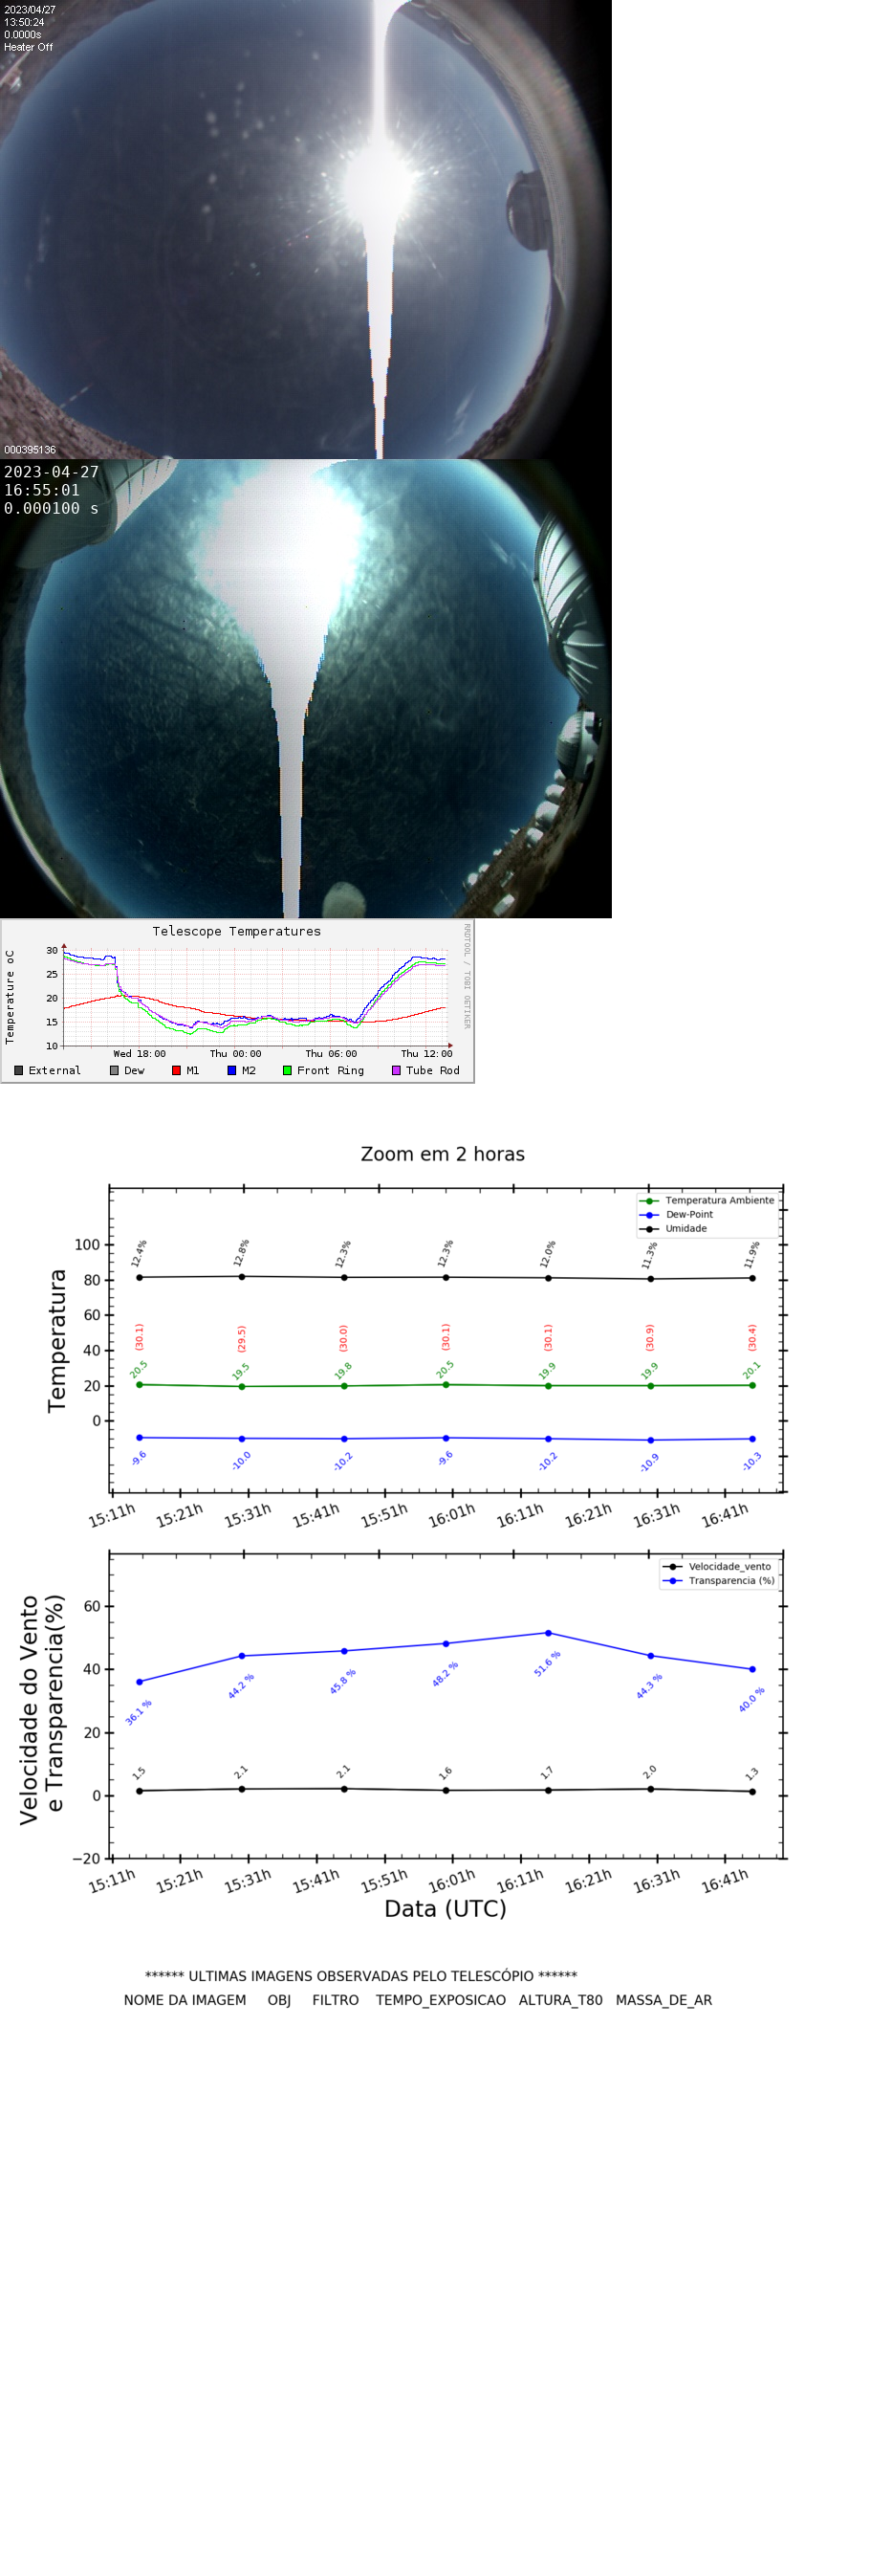 2023/04/27
13:50:24
0.0000s
Heater Off
000395136
2023-04-27
16:55:01
0.000100 s
Telescope Temperatures
RRDTOOL / TOBI OETIKER
Temperature oC
30
25
20
15
10
Wed 18:00 Thu 00:00 Thu 06:00 Thu 12:00
External Dew M1 M2 Front Ring Tube Rod
Zoom em 2 horas
Temperatura Ambiente
Dew-Point
Umidade
Temperatura
100
80
60
40
20
0
12.4% 12.8% 12.3% 12.3% 12.0% 11.3% 11.9%
(30.1) (29.5) (30.0) (30.1) (30.1) (30.9) (30.4)
20.5 19.5 19.8 20.5 19.9 19.9 20.1
-9.6 -10.0 -10.2 -9.6 -10.2 -10.9 -10.3
15:11h 15:21h 15:31h 15:41h 15:51h 16:01h 16:11h 16:21h 16:31h 16:41h
Velocidade_vento
Transparencia (%)
Velocidade do Vento
e Transparencia(%)
60
40
20
0
−20
36.1 % 44.2 % 45.8 % 48.2 % 51.6 % 44.3 % 40.0 %
1.5 2.1 2.1 1.6 1.7 2.0 1.3
15:11h 15:21h 15:31h 15:41h 15:51h 16:01h 16:11h 16:21h 16:31h 16:41h
Data (UTC)
****** ULTIMAS IMAGENS OBSERVADAS PELO TELESCÓPIO ******
NOME DA IMAGEM OBJ FILTRO TEMPO_EXPOSICAO ALTURA_T80 MASSA_DE_AR